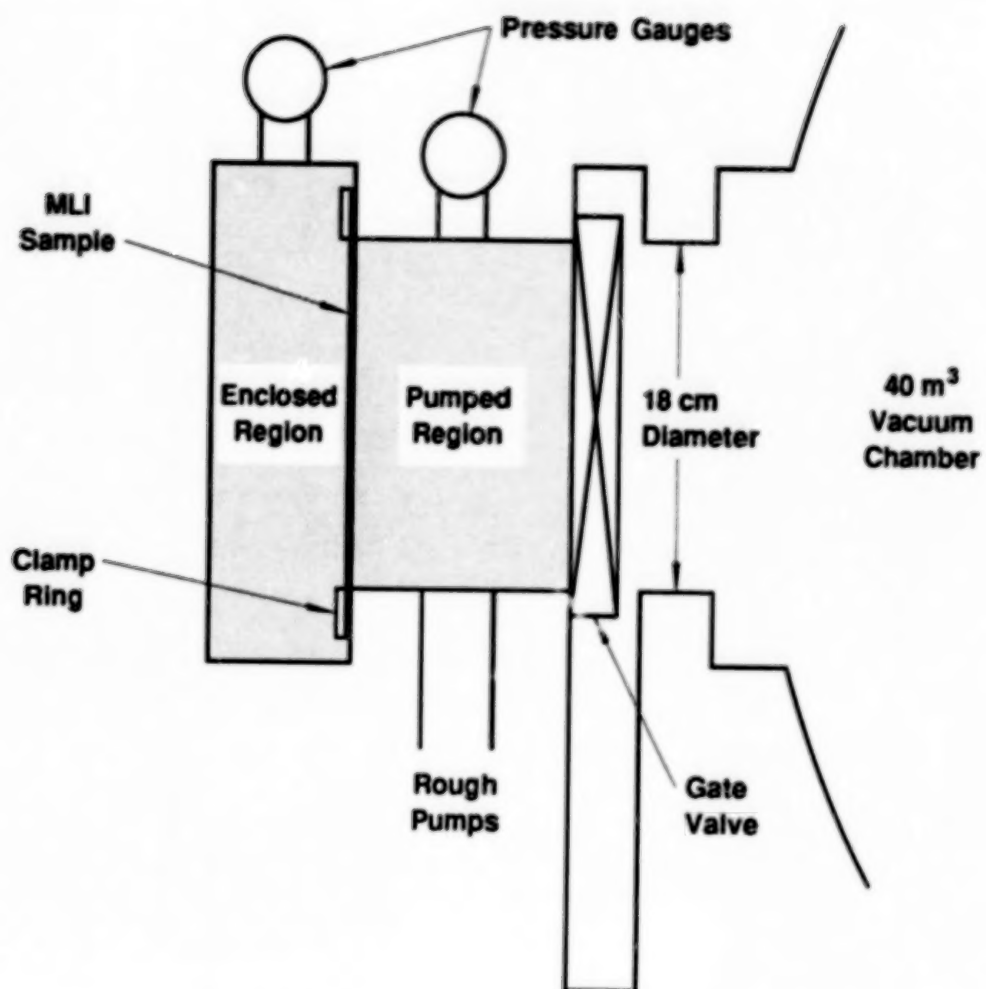 Pressure Gauges
MLI
Sample
Enclosed
Region
Pumped
Region
18 cm
Diameter
40 m³
Vacuum
Chamber
Clamp
Ring
Rough
Pumps
Gate
Valve